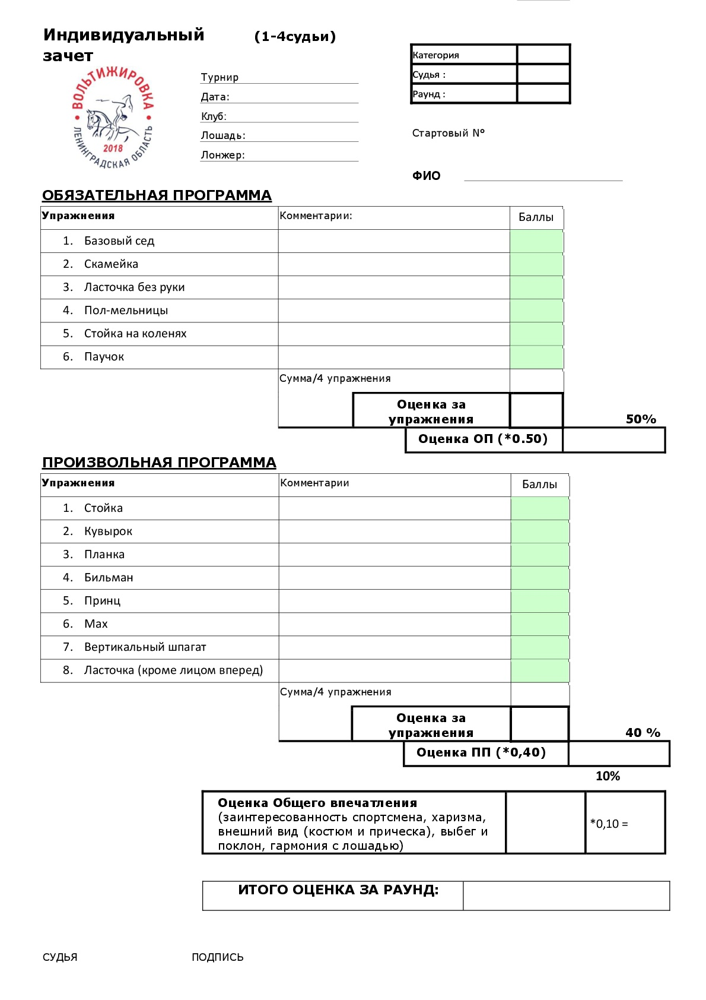 Индивидуальный (1-4судьи)
зачет
ВОЛЬТИЖИРОВКА
2018
ЛЕНИНГРАДСКАЯ ОБЛАСТЬ
Турнир
Дата:
Клуб:
Лошадь:
Лонжер:
Категория
Судья :
Раунд :
Стартовый №
ФИО
ОБЯЗАТЕЛЬНАЯ ПРОГРАММА
Упражнения Комментарии: Баллы
1. Базовый сед
2. Скамейка
3. Ласточка без руки
4. Пол-мельницы
5. Стойка на коленях
6. Паучок
Сумма/4 упражнения
Оценка за
упражнения 50%
Оценка ОП (*0.50)
ПРОИЗВОЛЬНАЯ ПРОГРАММА
Упражнения Комментарии Баллы
1. Стойка
2. Кувырок
3. Планка
4. Бильман
5. Принц
6. Мах
7. Вертикальный шпагат
8. Ласточка (кроме лицом вперед)
Сумма/4 упражнения
Оценка за
упражнения 40 %
Оценка ПП (*0,40)
10%
Оценка Общего впечатления
(заинтересованность спортсмена, харизма,
внешний вид (костюм и прическа), выбег и
поклон, гармония с лошадью)
*0,10 =
ИТОГО ОЦЕНКА ЗА РАУНД:
СУДЬЯ ПОДПИСЬ